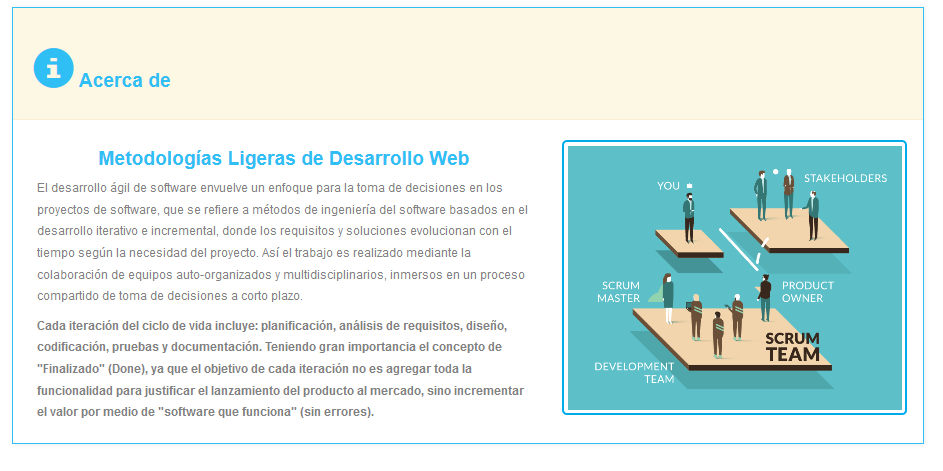 Acerca de
Metodologías Ligeras de Desarrollo Web
El desarrollo ágil de software envuelve un enfoque para la toma de decisiones en los
proyectos de software, que se refiere a métodos de ingeniería del software basados en el
desarrollo iterativo e incremental, donde los requisitos y soluciones evolucionan con el
tiempo según la necesidad del proyecto. Así el trabajo es realizado mediante la
colaboración de equipos auto-organizados y multidisciplinarios, inmersos en un proceso
compartido de toma de decisiones a corto plazo.
Cada iteración del ciclo de vida incluye: planificación, análisis de requisitos, diseño,
codificación, pruebas y documentación. Teniendo gran importancia el concepto de
"Finalizado" (Done), ya que el objetivo de cada iteración no es agregar toda la
funcionalidad para justificar el lanzamiento del producto al mercado, sino incrementar
el valor por medio de "software que funciona" (sin errores).
YOU
STAKEHOLDERS
SCRUM
MASTER
PRODUCT
OWNER
SCRUM
TEAM
DEVELOPMENT
TEAM